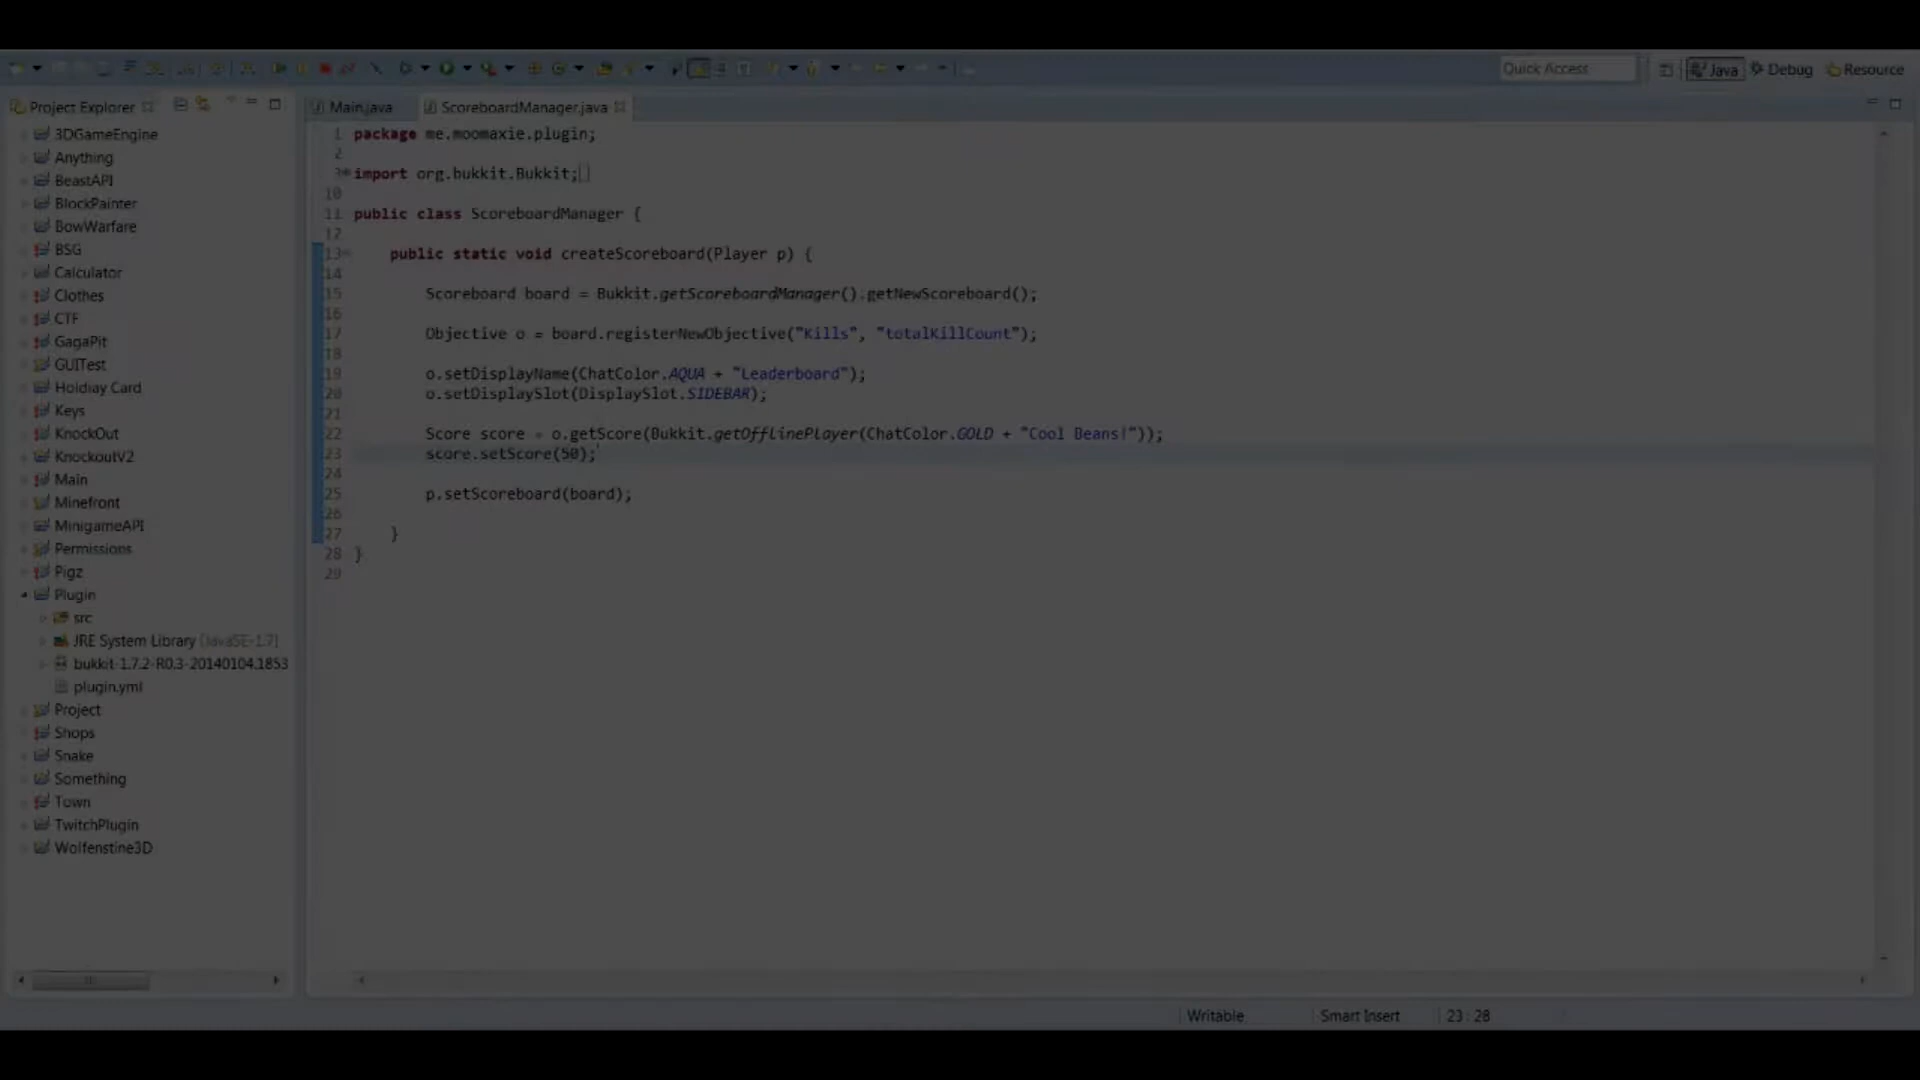 Quick Access
Java
Debug
Resource
Project Explorer
Main.java
ScoreboardManager.java
3DGameEngine
Anything
BeastAPI
BlockPainter
BowWarfare
BSG
Calculator
Clothes
CTF
GagaPit
GUITest
Holdiay Card
Keys
KnockOut
KnockoutV2
Main
Minefront
MinigameAPI
Permissions
Pigz
Plugin
src
JRE System Library [JavaSE-1.7]
bukkit-1.7.2-R0.3-20140104.1853
plugin.yml
Project
Shops
Snake
Something
Town
TwitchPlugin
Wolfenstine3D
1 package me.moomaxie.plugin;
2
3 import org.bukkit.Bukkit;
10
11 public class ScoreboardManager {
12
13 public static void createScoreboard(Player p) {
14
15 Scoreboard board = Bukkit.getScoreboardManager().getNewScoreboard();
16
17 Objective o = board.registerNewObjective("Kills", "totalKillCount");
18
19 o.setDisplayName(ChatColor.AQUA + "Leaderboard");
20 o.setDisplaySlot(DisplaySlot.SIDEBAR);
21
22 Score score = o.getScore(Bukkit.getOfflinePlayer(ChatColor.GOLD + "Cool Beans!"));
23 score.setScore(50);
24
25 p.setScoreboard(board);
26
27 }
28 }
29
Writable
Smart Insert
23 : 28